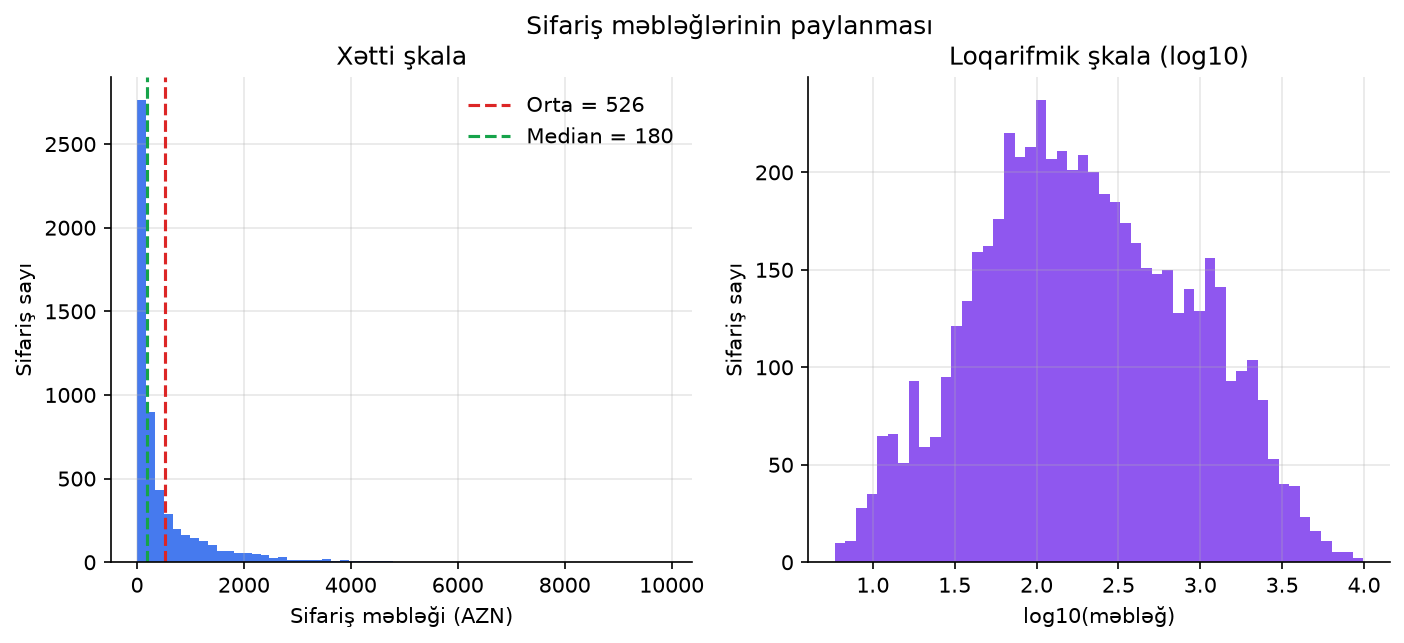 Sifariş məbləğlərinin paylanması
Xətti şkala
Orta = 526
Median = 180
2500
2000
1500
1000
500
0
Sifariş sayı
0
2000
4000
6000
8000
10000
Sifariş məbləği (AZN)
Loqarifmik şkala (log10)
200
150
100
50
0
Sifariş sayı
1.0
1.5
2.0
2.5
3.0
3.5
4.0
log10(məbləğ)